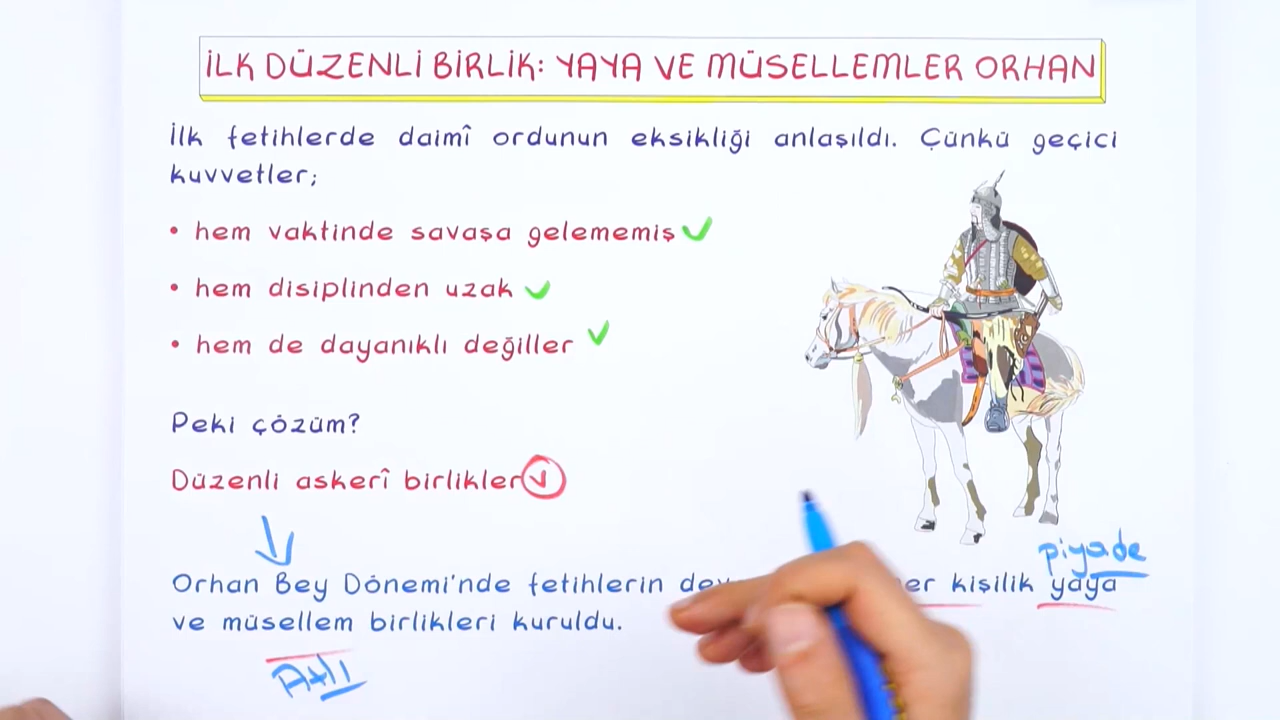 İLK DÜZENLİ BİRLİK: YAYA VE MÜSELLEMLER ORHAN
İlk fetihlerde daimî ordunun eksikliği anlaşıldı. Çünkü geçici
kuvvetler;
• hem vaktinde savaşa gelememiş
• hem disiplinden uzak
• hem de dayanıklı değiller
Peki çözüm?
Düzenli askerî birlikler
piyade
Orhan Bey Dönemi'nde fetihlerin kişilik yaya
ve müsellem birlikleri kuruldu.
Atlı